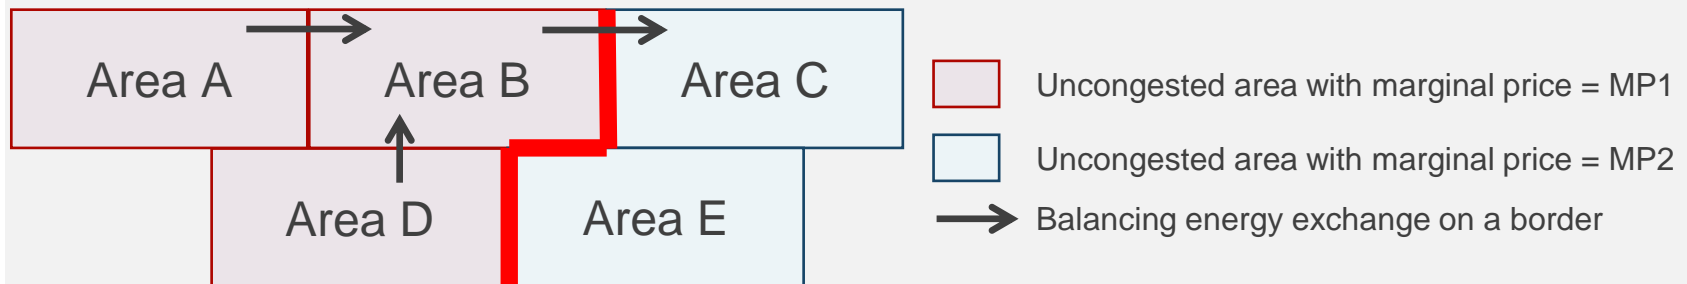 Area A
Area B
Area C
Area D
Area E
Uncongested area with marginal price = MP1
Uncongested area with marginal price = MP2
Balancing energy exchange on a border